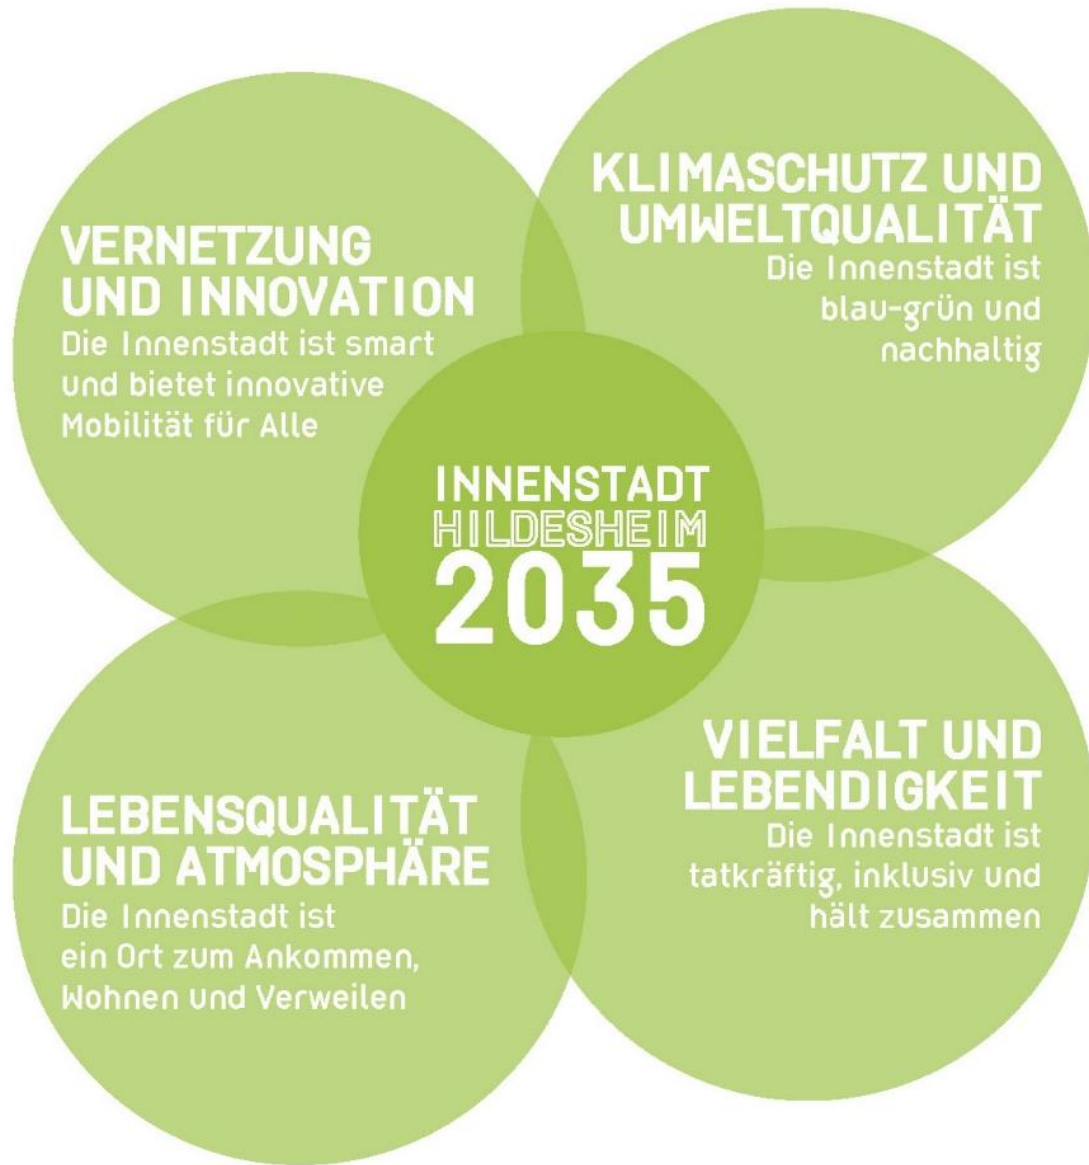 VERNETZUNG
UND INNOVATION
Die Innenstadt ist smart
und bietet innovative
Mobilität für Alle
KLIMASCHUTZ UND
UMWELTQUALITÄT
Die Innenstadt ist
blau-grün und
nachhaltig
INNENSTADT
HILDESHEIM
2035
LEBENSQUALITÄT
UND ATMOSPHÄRE
Die Innenstadt ist
ein Ort zum Ankommen,
Wohnen und Verweilen
VIELFALT UND
LEBENDIGKEIT
Die Innenstadt ist
tatkräftig, inklusiv und
hält zusammen